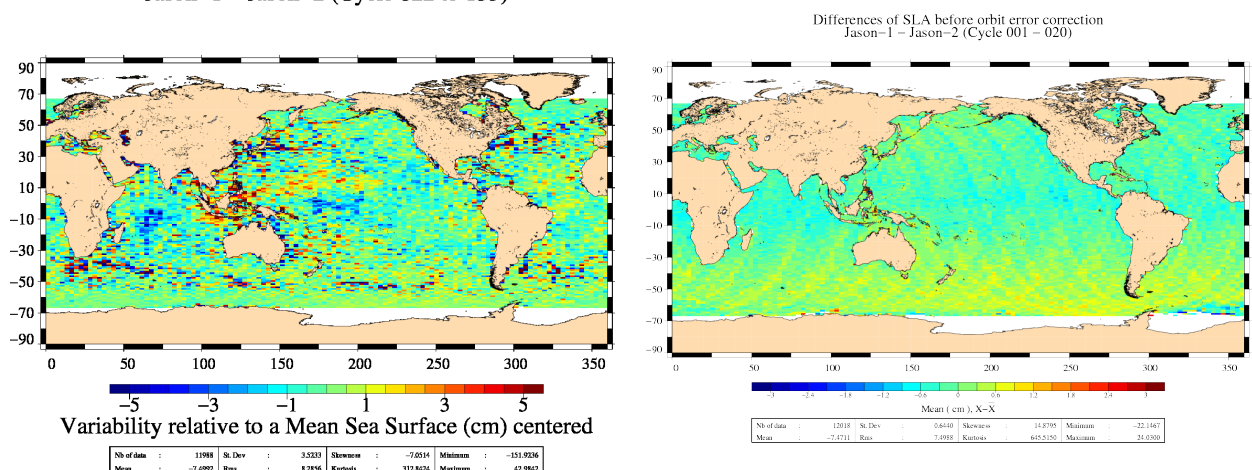 Differences of SLA before orbit error correction
Jason−1 − Jason−2 (Cycle 001 − 020)
90
70
50
30
10
−10
−30
−50
−70
−90
0 50 100 150 200 250 300 350
−5 −3 −1 1 3 5
Variability relative to a Mean Sea Surface (cm) centered
Nb of data : 11988 St. Dev : 3.5233 Skewness : −7.0514 Minimum : −151.9236
Mean : −7.4992 Rms : 8.2856 Kurtosis : 312.8424 Maximum : 42.9842
90
70
50
30
10
−10
−30
−50
−70
−90
0 50 100 150 200 250 300 350
−3 −2.4 −1.8 −1.2 −0.6 0 0.6 1.2 1.8 2.4 3
Mean ( cm ), X−X̄
Nb of data : 12018 St. Dev : 0.6440 Skewness : 14.8795 Minimum : −22.1467
Mean : −7.4711 Rms : 7.4988 Kurtosis : 645.5150 Maximum : 24.0300